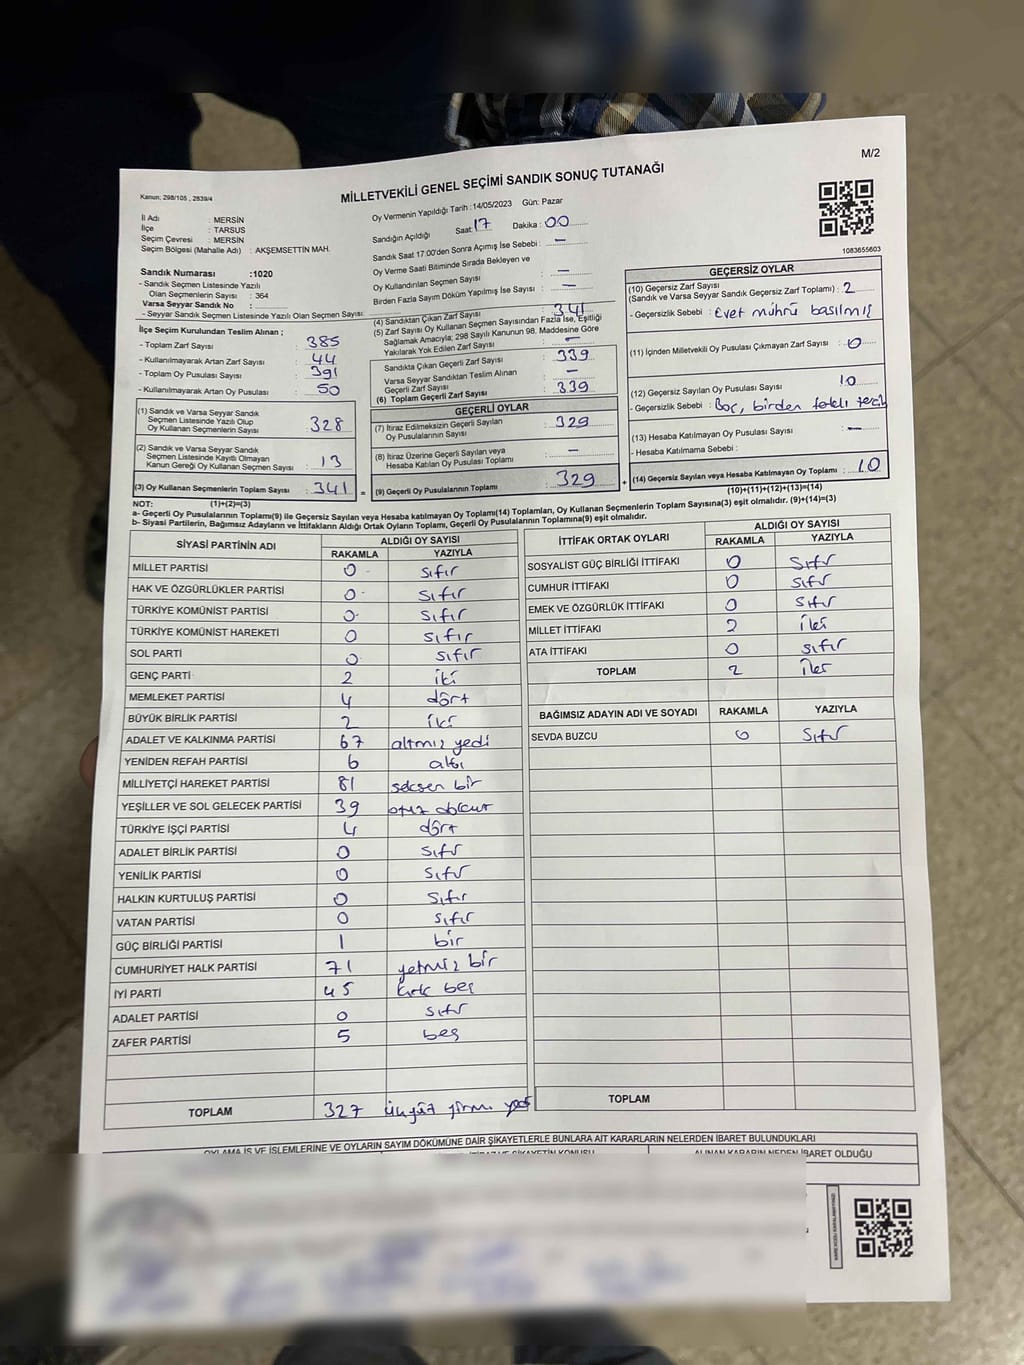 M/2
MİLLETVEKİLİ GENEL SEÇİMİ SANDIK SONUÇ TUTANAĞI
Kanun: 298/105 , 2839/4
İl Adı : MERSİN
İlçe : TARSUS
Seçim Çevresi : MERSİN
Seçim Bölgesi (Mahalle Adı) : AKŞEMSETTİN MAH.
Sandık Numarası :1020
- Sandık Seçmen Listesinde Yazılı
Olan Seçmenlerin Sayısı : 364
Varsa Seyyar Sandık No :
- Seyyar Sandık Seçmen Listesinde Yazılı Olan Seçmen Sayısı:
Oy Vermenin Yapıldığı Tarih :14/05/2023 Gün: Pazar
Sandığın Açıldığı Saat: 17 Dakika : 00
Sandık Saat 17:00'den Sonra Açımış İse Sebebi : -
Oy Verme Saati Bitiminde Sırada Bekleyen ve
Oy Kullandırılan Seçmen Sayısı : -
Birden Fazla Sayım Döküm Yapılmış İse Sayısı : -
1083655603
İlçe Seçim Kurulundan Teslim Alınan ;
- Toplam Zarf Sayısı : 385
- Kullanılmayarak Artan Zarf Sayısı : 44
- Toplam Oy Pusulası Sayısı : 391
- Kullanılmayarak Artan Oy Pusulası : 50
(1) Sandık ve Varsa Seyyar Sandık
Seçmen Listesinde Yazılı Olup
Oy Kullanan Seçmenlerin Sayısı : 328
(2) Sandık ve Varsa Seyyar Sandık
Seçmen Listesinde Kayıtlı Olmayan
Kanun Gereği Oy Kullanan Seçmen Sayısı : 13
(3) Oy Kullanan Seçmenlerin Toplam Sayısı : 341 =
(1)+(2)=(3)
(4) Sandıktan Çıkan Zarf Sayısı : 341
(5) Zarf Sayısı Oy Kullanan Seçmen Sayısından Fazla İse, Eşitliği
Sağlamak Amacıyla; 298 Sayılı Kanunun 98. Maddesine Göre
Yakılarak Yok Edilen Zarf Sayısı : -
Sandıkta Çıkan Geçerli Zarf Sayısı : 339
Varsa Seyyar Sandıktan Teslim Alınan
Geçerli Zarf Sayısı : -
(6) Toplam Geçerli Zarf Sayısı : 339
GEÇERLİ OYLAR
(7) İtiraz Edilmeksizin Geçerli Sayılan
Oy Pusulalarının Sayısı : 329
(8) İtiraz Üzerine Geçerli Sayılan veya
Hesaba Katılan Oy Pusulası Toplamı : -
(9) Geçerli Oy Pusulalarının Toplamı : 329 +
GEÇERSİZ OYLAR
(10) Geçersiz Zarf Sayısı
(Sandık ve Varsa Seyyar Sandık Geçersiz Zarf Toplamı) : 2
- Geçersizlik Sebebi : Evet mührü basılmış
(11) İçinden Milletvekili Oy Pusulası Çıkmayan Zarf Sayısı : 0
(12) Geçersiz Sayılan Oy Pusulası Sayısı 10
- Geçersizlik Sebebi : Boş, birden fazla tercih
(13) Hesaba Katılmayan Oy Pusulası Sayısı : -
- Hesaba Katılmama Sebebi :
(14) Geçersiz Sayılan veya Hesaba Katılmayan Oy Toplamı : 10
(10)+(11)+(12)+(13)=(14)
NOT:
a- Geçerli Oy Pusulalarının Toplamı(9) ile Geçersiz Sayılan veya Hesaba katılmayan Oy Toplamı(14) Toplamları, Oy Kullanan Seçmenlerin Toplam Sayısına(3) eşit olmalıdır. (9)+(14)=(3)
b- Siyasi Partilerin, Bağımsız Adayların ve İttifakların Aldığı Ortak Oyların Toplamı, Geçerli Oy Pusulalarının Toplamına(9) eşit olmalıdır.
SİYASİ PARTİNİN ADI ALDIĞI OY SAYISI
RAKAMLA YAZIYLA
MİLLET PARTİSİ 0 sıfır
HAK VE ÖZGÜRLÜKLER PARTİSİ 0 sıfır
TÜRKİYE KOMÜNİST PARTİSİ 0 sıfır
TÜRKİYE KOMÜNİST HAREKETİ 0 sıfır
SOL PARTİ 0 sıfır
GENÇ PARTİ 2 iki
MEMLEKET PARTİSİ 4 dört
BÜYÜK BİRLİK PARTİSİ 2 iki
ADALET VE KALKINMA PARTİSİ 67 altmış yedi
YENİDEN REFAH PARTİSİ 6 altı
MİLLİYETÇİ HAREKET PARTİSİ 81 seksen bir
YEŞİLLER VE SOL GELECEK PARTİSİ 39 otuz dokuz
TÜRKİYE İŞÇİ PARTİSİ 4 dört
ADALET BİRLİK PARTİSİ 0 sıfır
YENİLİK PARTİSİ 0 sıfır
HALKIN KURTULUŞ PARTİSİ 0 sıfır
VATAN PARTİSİ 0 sıfır
GÜÇ BİRLİĞİ PARTİSİ 1 bir
CUMHURİYET HALK PARTİSİ 71 yetmiş bir
İYİ PARTİ 45 kırk beş
ADALET PARTİSİ 0 sıfır
ZAFER PARTİSİ 5 beş
TOPLAM 327 üçyüz yirmi yedi
İTTİFAK ORTAK OYLARI ALDIĞI OY SAYISI
RAKAMLA YAZIYLA
SOSYALİST GÜÇ BİRLİĞİ İTTİFAKI 0 sıfır
CUMHUR İTTİFAKI 0 sıfır
EMEK VE ÖZGÜRLÜK İTTİFAKI 0 sıfır
MİLLET İTTİFAKI 2 iki
ATA İTTİFAKI 0 sıfır
TOPLAM 2 iki
BAĞIMSIZ ADAYIN ADI VE SOYADI RAKAMLA YAZIYLA
SEVDA BUZCU 0 sıfır
TOPLAM
OYLAMA İŞ VE İŞLEMLERİNE VE OYLARIN SAYIM DÖKÜMÜNE DAİR ŞİKAYETLERLE BUNLARA AİT KARARLARIN NELERDEN İBARET BULUNDUKLARI
ALINAN KARARIN NEDEN İBARET OLDUĞU